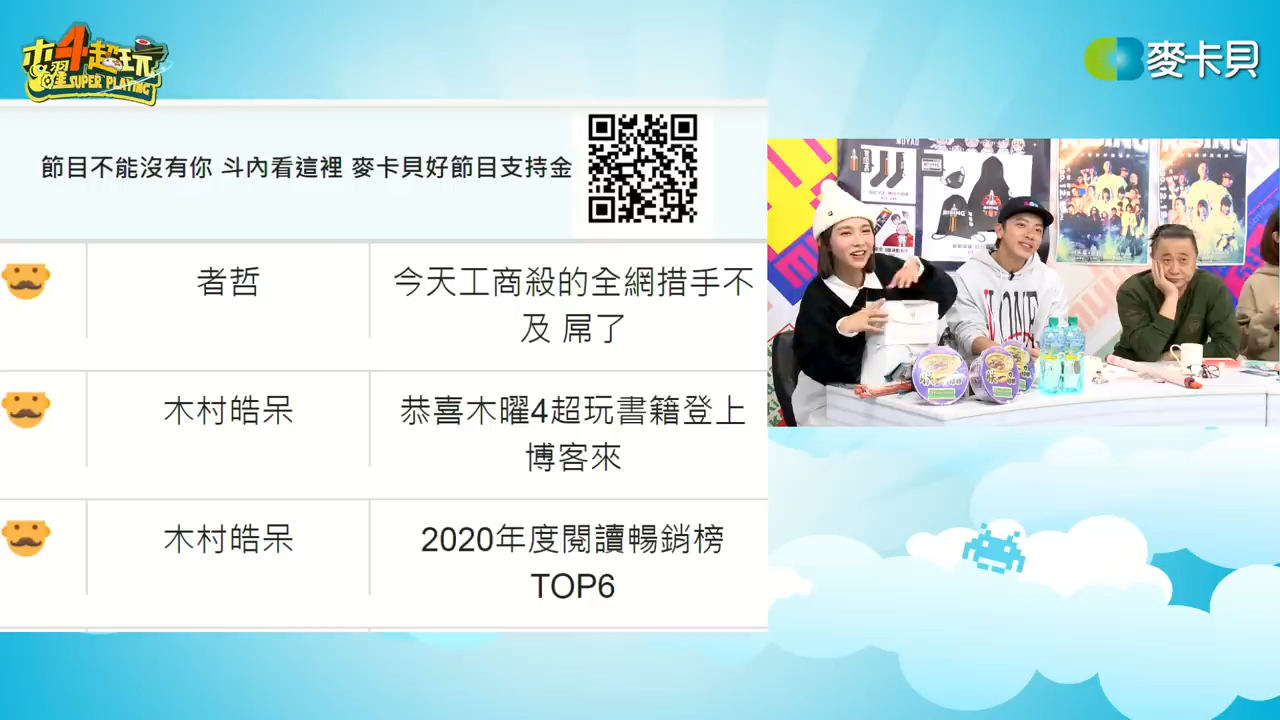 木曜4超玩
SUPER PLAYING
麥卡貝
節目不能沒有你 斗內看這裡 麥卡貝好節目支持金
者哲
今天工商殺的全網措手不
及 屌了
木村皓呆
恭喜木曜4超玩書籍登上
博客來
木村皓呆
2020年度閱讀暢銷榜
TOP6
MUYAO
RISING
RISING
RISING